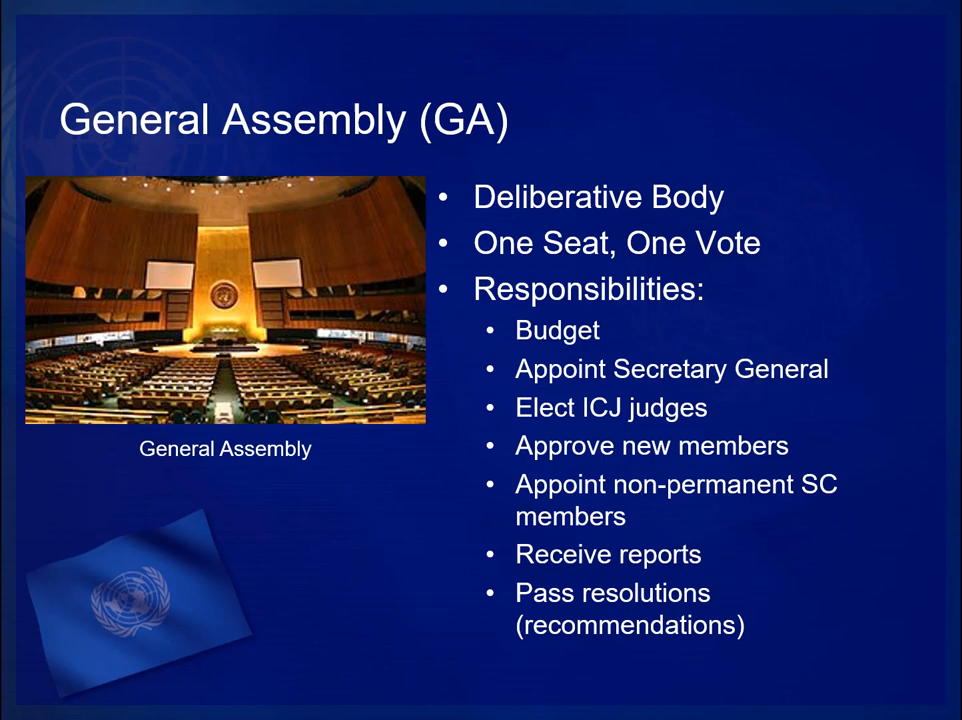 General Assembly (GA)
• Deliberative Body
• One Seat, One Vote
• Responsibilities:
• Budget
• Appoint Secretary General
• Elect ICJ judges
• Approve new members
• Appoint non-permanent SC
members
• Receive reports
• Pass resolutions
(recommendations)
General Assembly